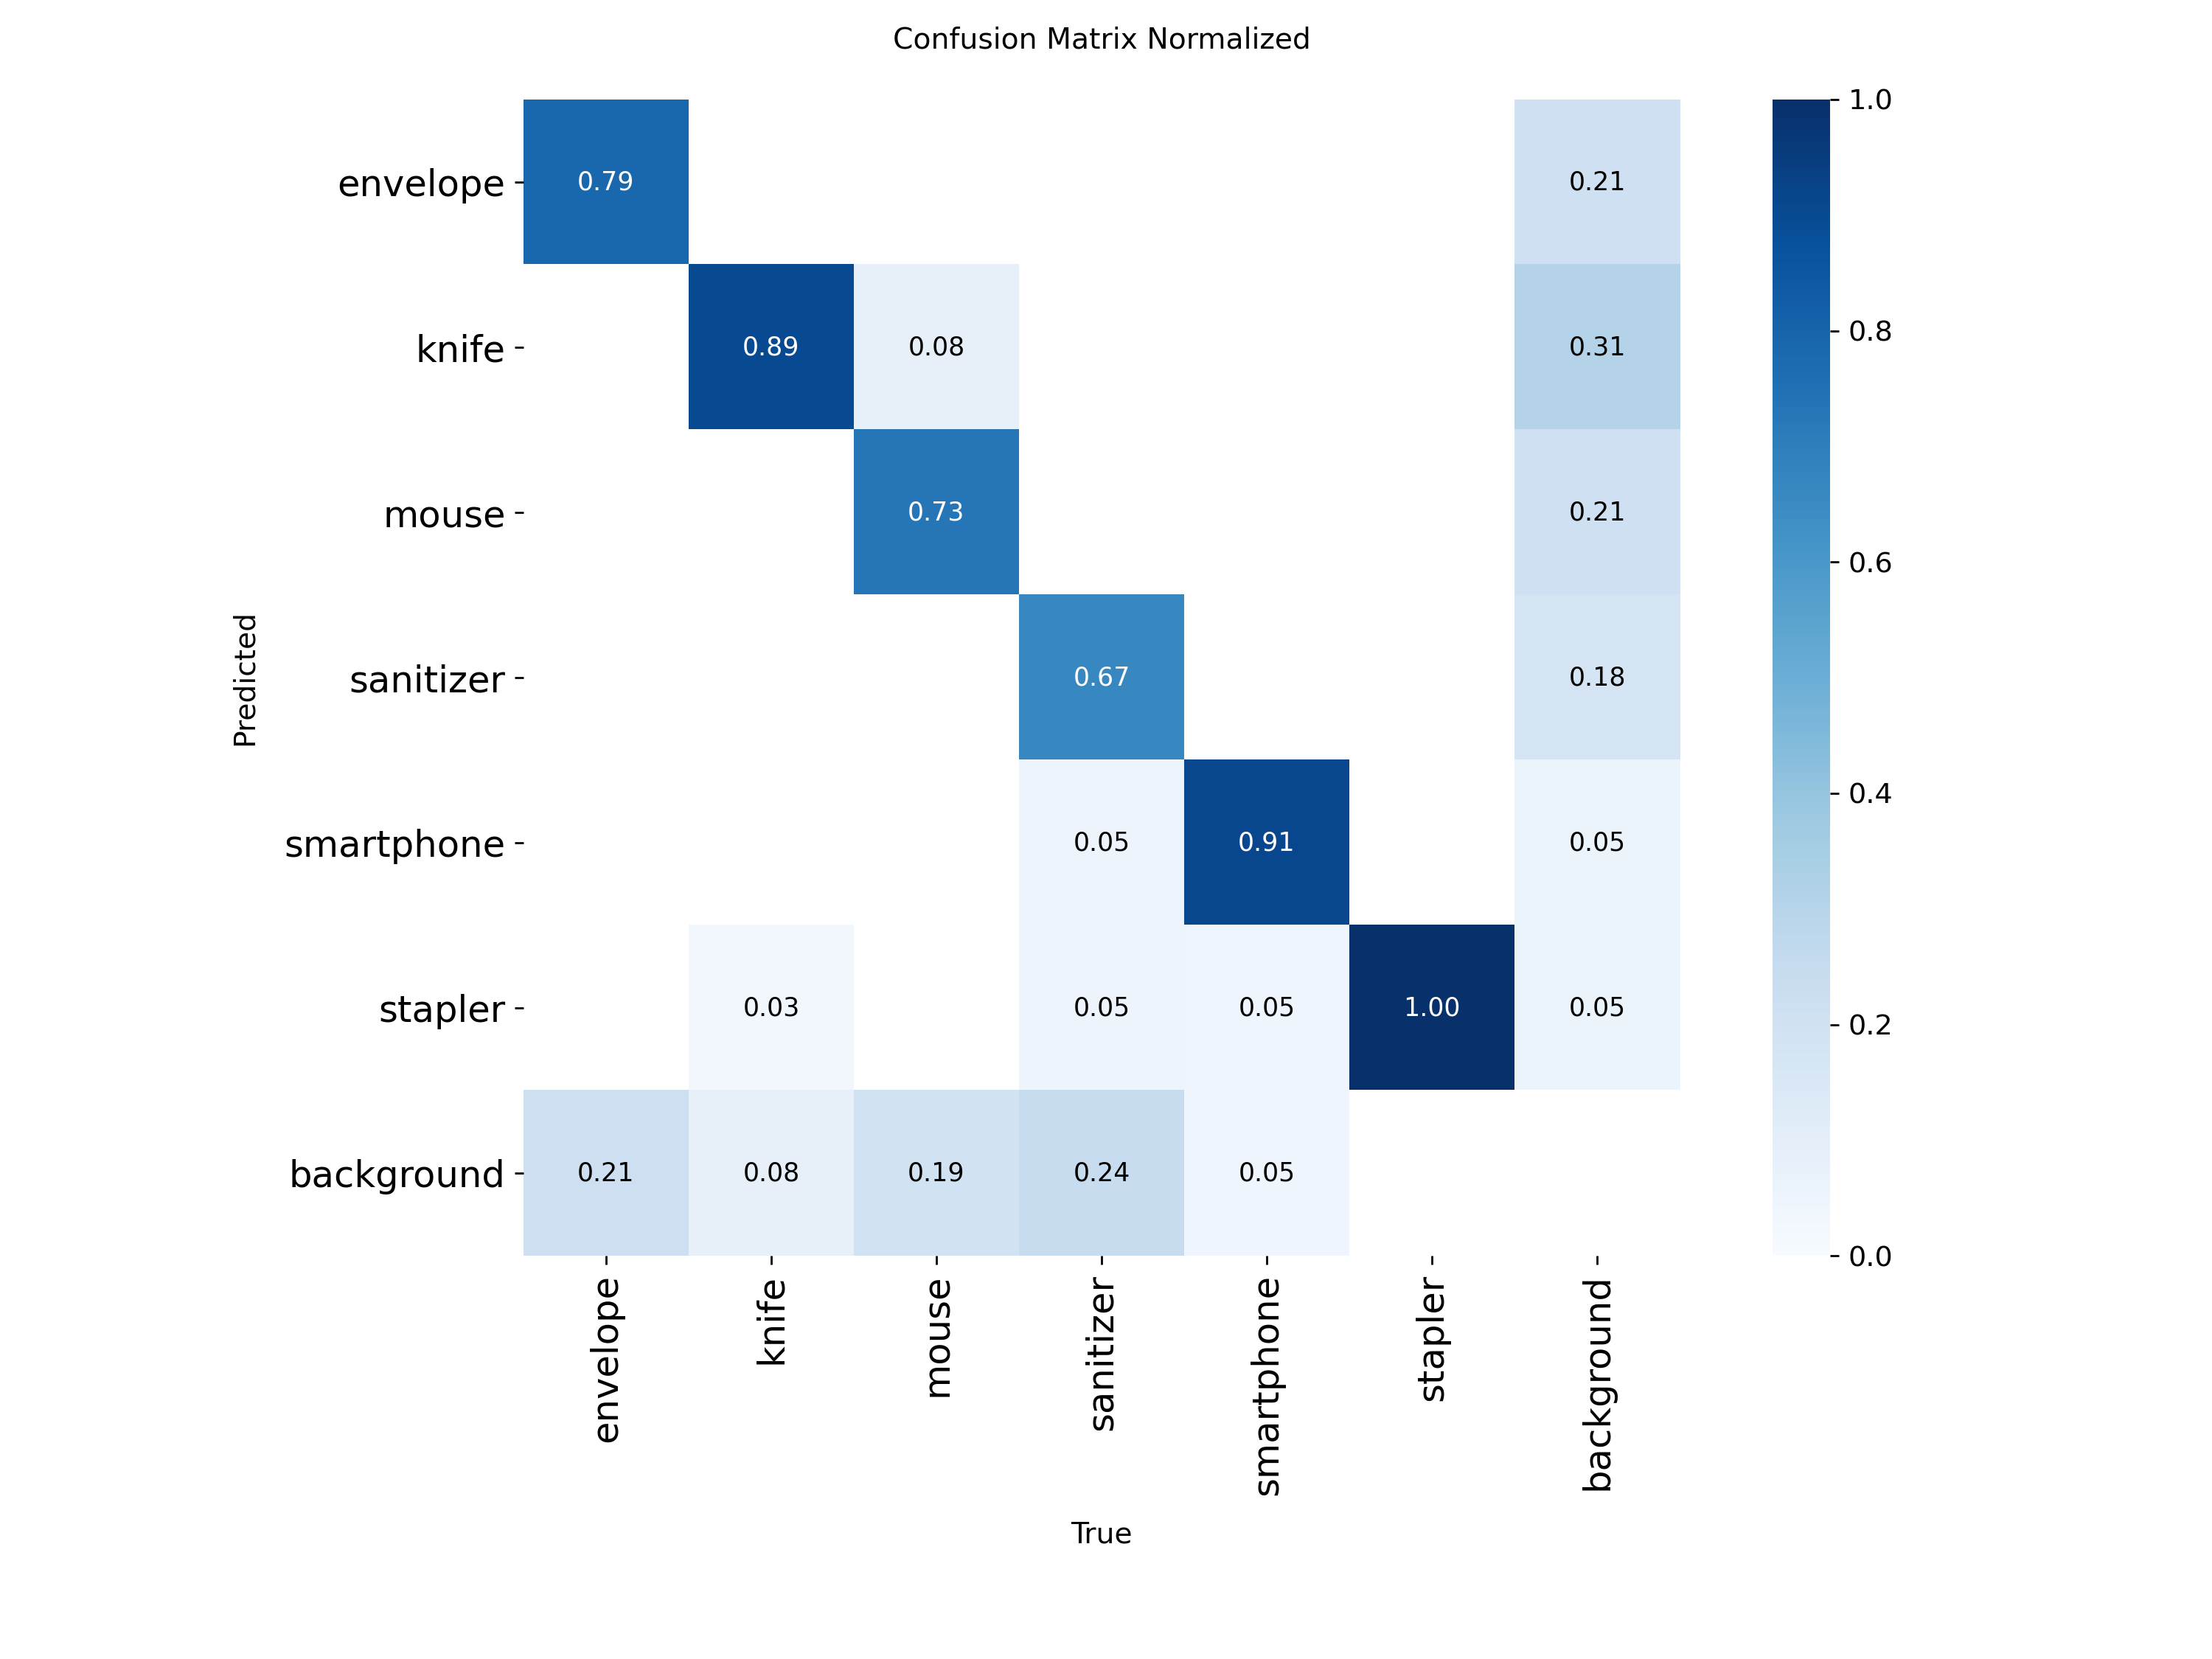 Confusion Matrix Normalized
envelope
0.79
0.21
knife
0.89
0.08
0.31
mouse
0.73
0.21
sanitizer
0.67
0.18
smartphone
0.05
0.91
0.05
stapler
0.03
0.05
0.05
1.00
0.05
background
0.21
0.08
0.19
0.24
0.05
Predicted
envelope
knife
mouse
sanitizer
smartphone
stapler
background
True
1.0
0.8
0.6
0.4
0.2
0.0